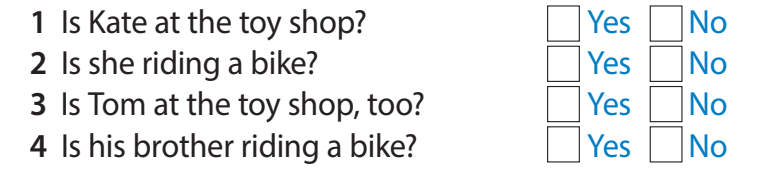 1 Is Kate at the toy shop? Yes No
2 Is she riding a bike? Yes No
3 Is Tom at the toy shop, too? Yes No
4 Is his brother riding a bike? Yes No